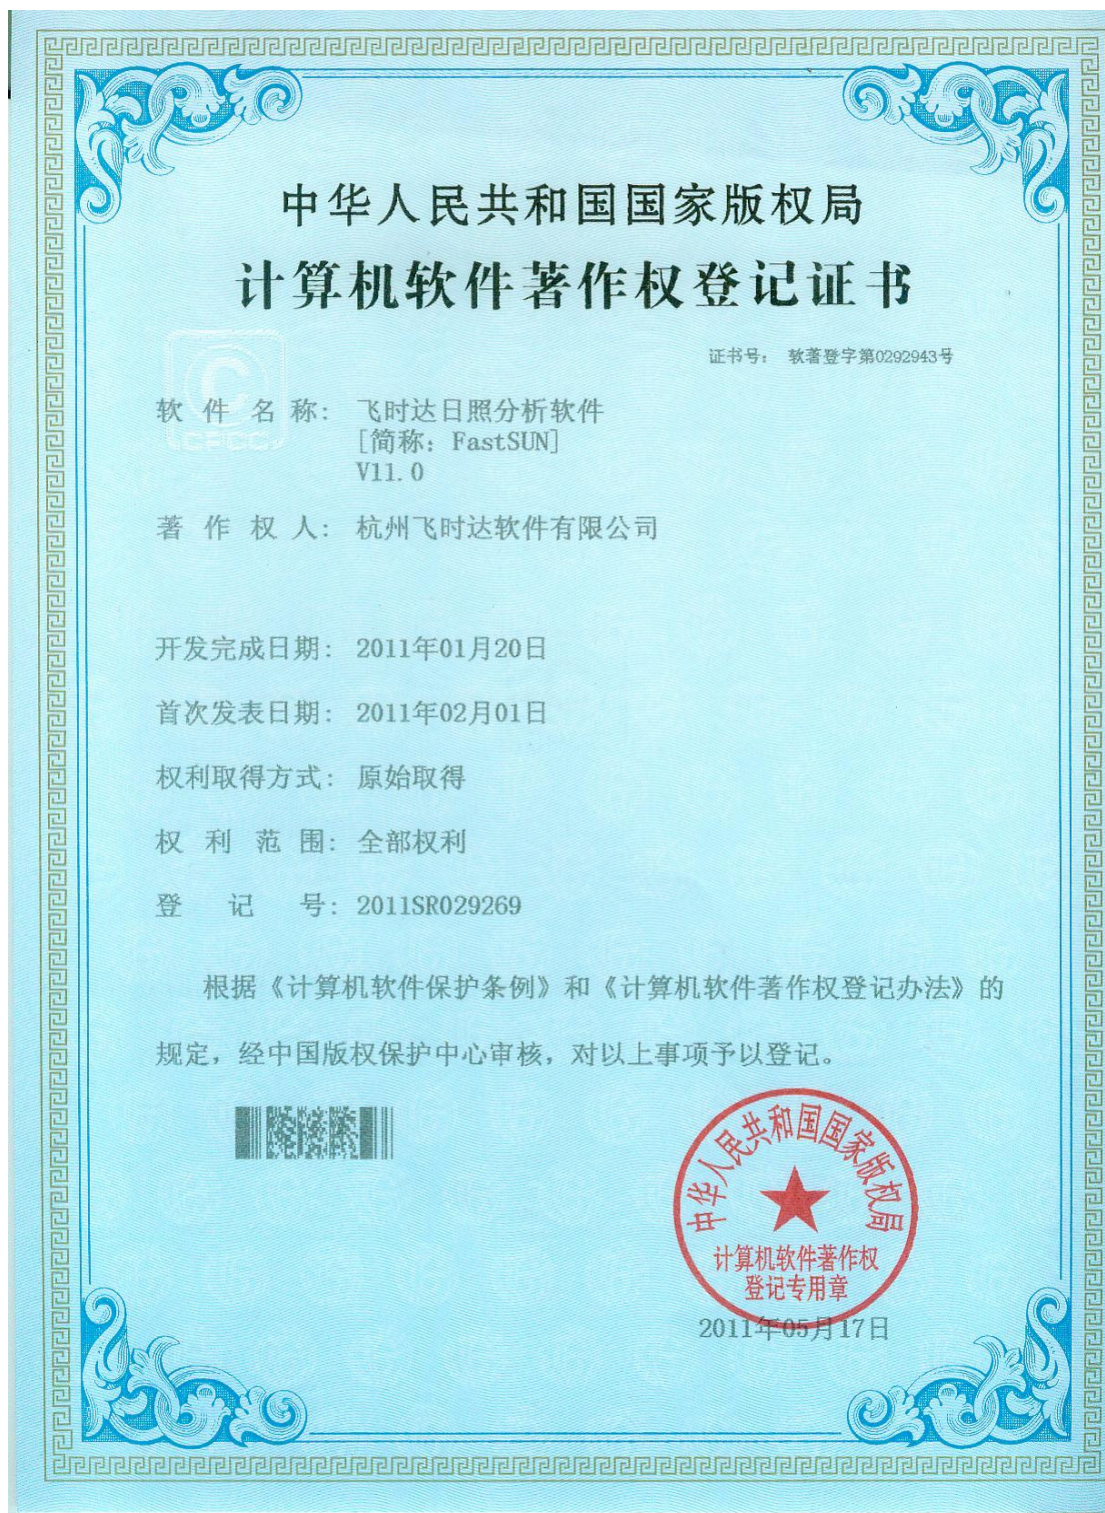 中华人民共和国国家版权局
计算机软件著作权登记证书
证书号： 软著登字第0292943号
CPCC
软件名称： 飞时达日照分析软件
[简称：FastSUN]
V11.0
著作权人： 杭州飞时达软件有限公司
开发完成日期： 2011年01月20日
首次发表日期： 2011年02月01日
权利取得方式： 原始取得
权利范围： 全部权利
登记号： 2011SR029269
根据《计算机软件保护条例》和《计算机软件著作权登记办法》的
规定，经中国版权保护中心审核，对以上事项予以登记。
中华人民共和国国家版权局
计算机软件著作权
登记专用章
2011年05月17日